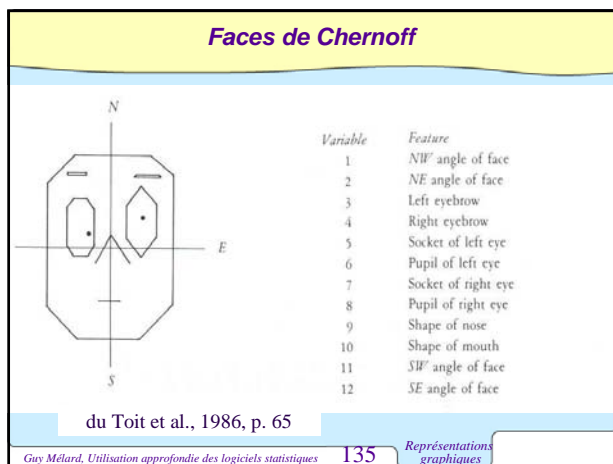 Faces de Chernoff
N
E
S
Variable Feature
1 NW angle of face
2 NE angle of face
3 Left eyebrow
4 Right eyebrow
5 Socket of left eye
6 Pupil of left eye
7 Socket of right eye
8 Pupil of right eye
9 Shape of nose
10 Shape of mouth
11 SW angle of face
12 SE angle of face
du Toit et al., 1986, p. 65
Guy Mélard, Utilisation approfondie des logiciels statistiques 135 Représentations
graphiques